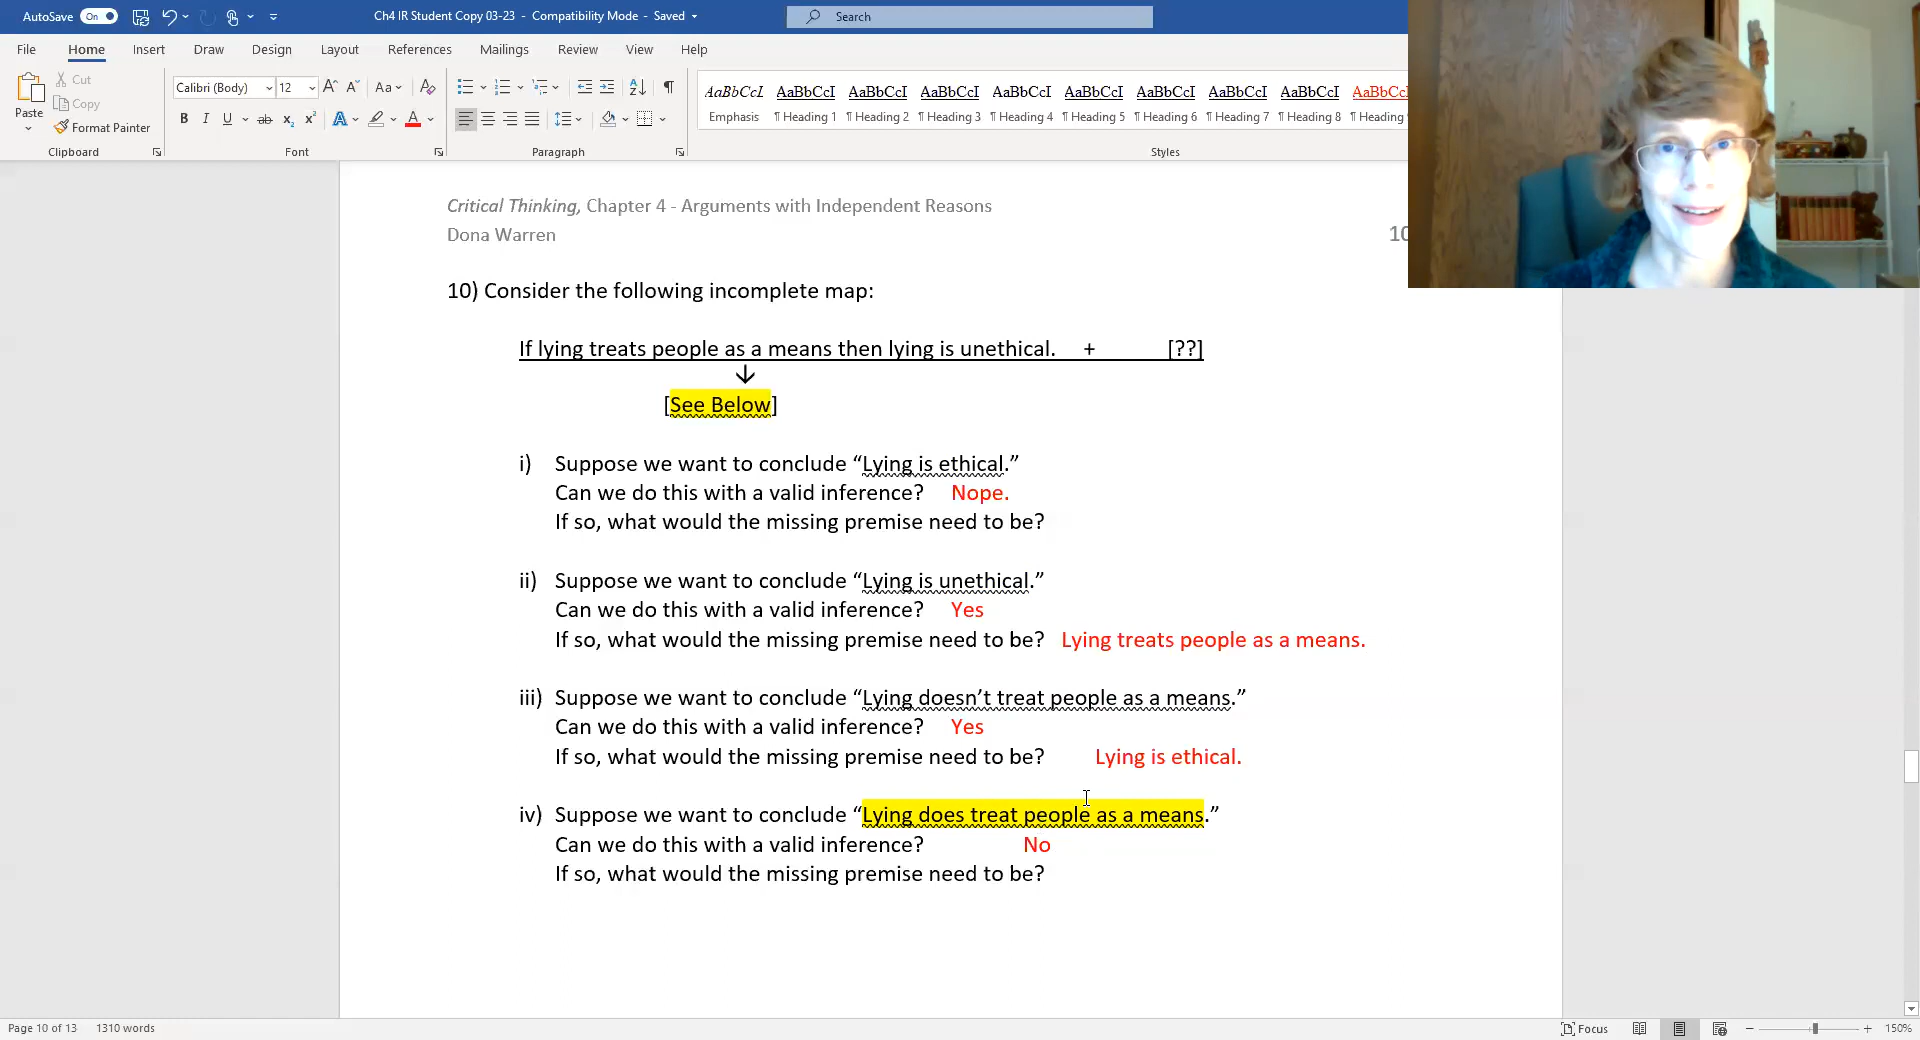 AutoSave On Ch4 IR Student Copy 03-23 - Compatibility Mode - Saved Search
File Home Insert Draw Design Layout References Mailings Review View Help
Paste Cut Copy Format Painter
Calibri (Body) 12
AaBbCcI AaBbCcI AaBbCcI AaBbCcI AaBbCcI AaBbCcI AaBbCcI AaBbCcI AaBbCcI AaBbCcI
Emphasis ¶ Heading 1 ¶ Heading 2 ¶ Heading 3 ¶ Heading 4 ¶ Heading 5 ¶ Heading 6 ¶ Heading 7 ¶ Heading 8 ¶ Heading
Clipboard Font Paragraph Styles
Critical Thinking, Chapter 4 - Arguments with Independent Reasons
Dona Warren 10
10) Consider the following incomplete map:
If lying treats people as a means then lying is unethical. + [??]
↓
[See Below]
i) Suppose we want to conclude “Lying is ethical.”
Can we do this with a valid inference? Nope.
If so, what would the missing premise need to be?
ii) Suppose we want to conclude “Lying is unethical.”
Can we do this with a valid inference? Yes
If so, what would the missing premise need to be? Lying treats people as a means.
iii) Suppose we want to conclude “Lying doesn’t treat people as a means.”
Can we do this with a valid inference? Yes
If so, what would the missing premise need to be? Lying is ethical.
iv) Suppose we want to conclude “Lying does treat people as a means.”
Can we do this with a valid inference? No
If so, what would the missing premise need to be?
Page 10 of 13 1310 words Focus 150%